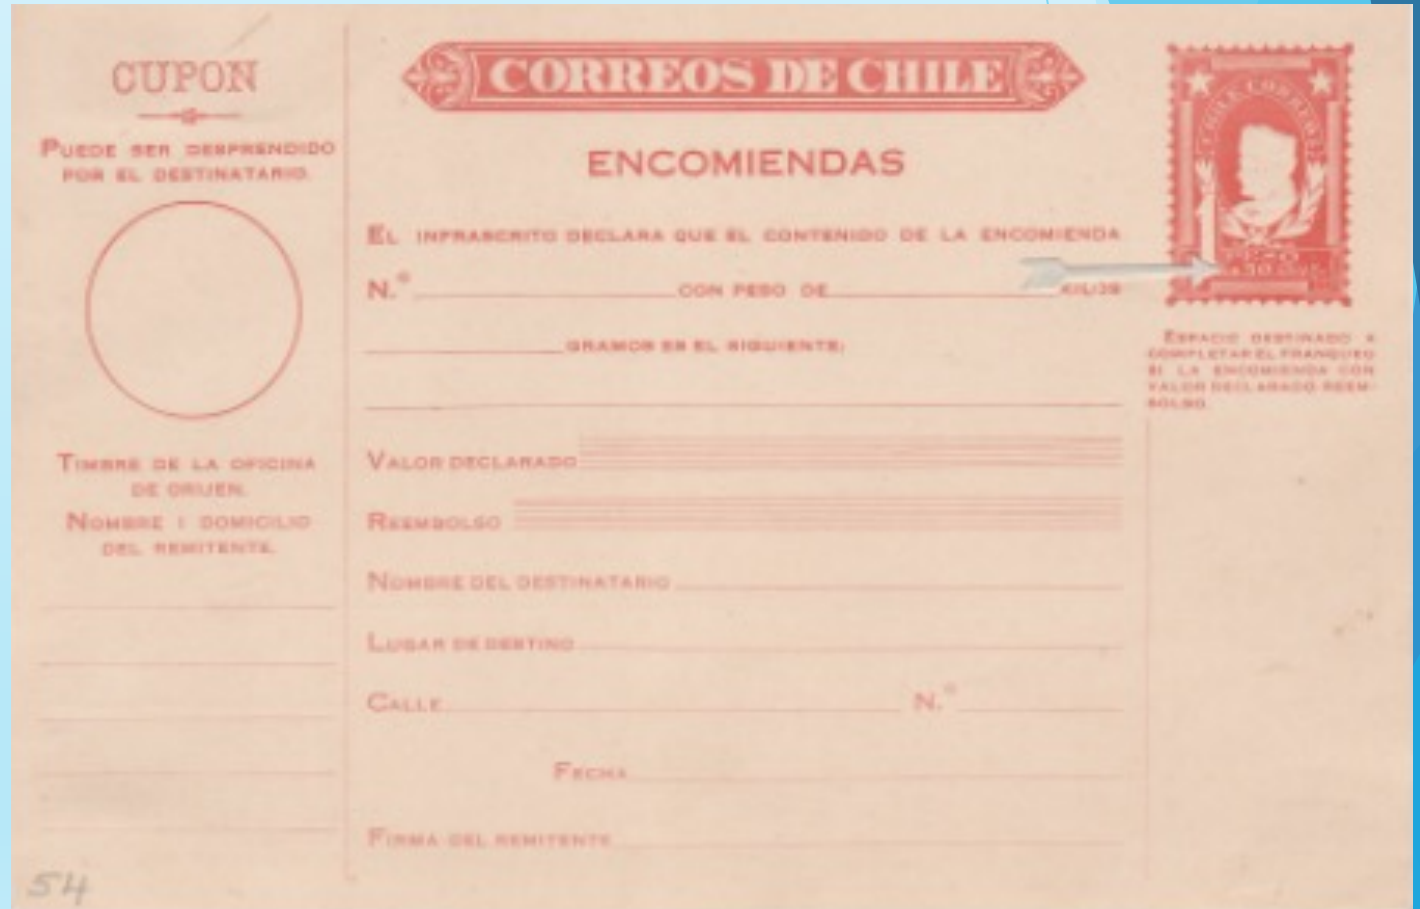 CUPON
PUEDE SER DESPRENDIDO
POR EL DESTINATARIO.
TIMBRE DE LA OFICINA
DE ORIJEN.
NOMBRE I DOMICILIO
DEL REMITENTE.
54
CORREOS DE CHILE
ENCOMIENDAS
EL INFRASCRITO DECLARA QUE EL CONTENIDO DE LA ENCOMIENDA
N.º CON PESO DE KILOS
GRAMOS ES EL SIGUIENTE:
VALOR DECLARADO
REEMBOLSO
NOMBRE DEL DESTINATARIO
LUGAR DE DESTINO
CALLE N.º
FECHA
FIRMA DEL REMITENTE
CHILE CORREOS
ESPACIO DESTINADO A
COMPLETAR EL FRANQUEO
SI LA ENCOMIENDA CON
VALOR DECLARADO REEM-
BOLSO.